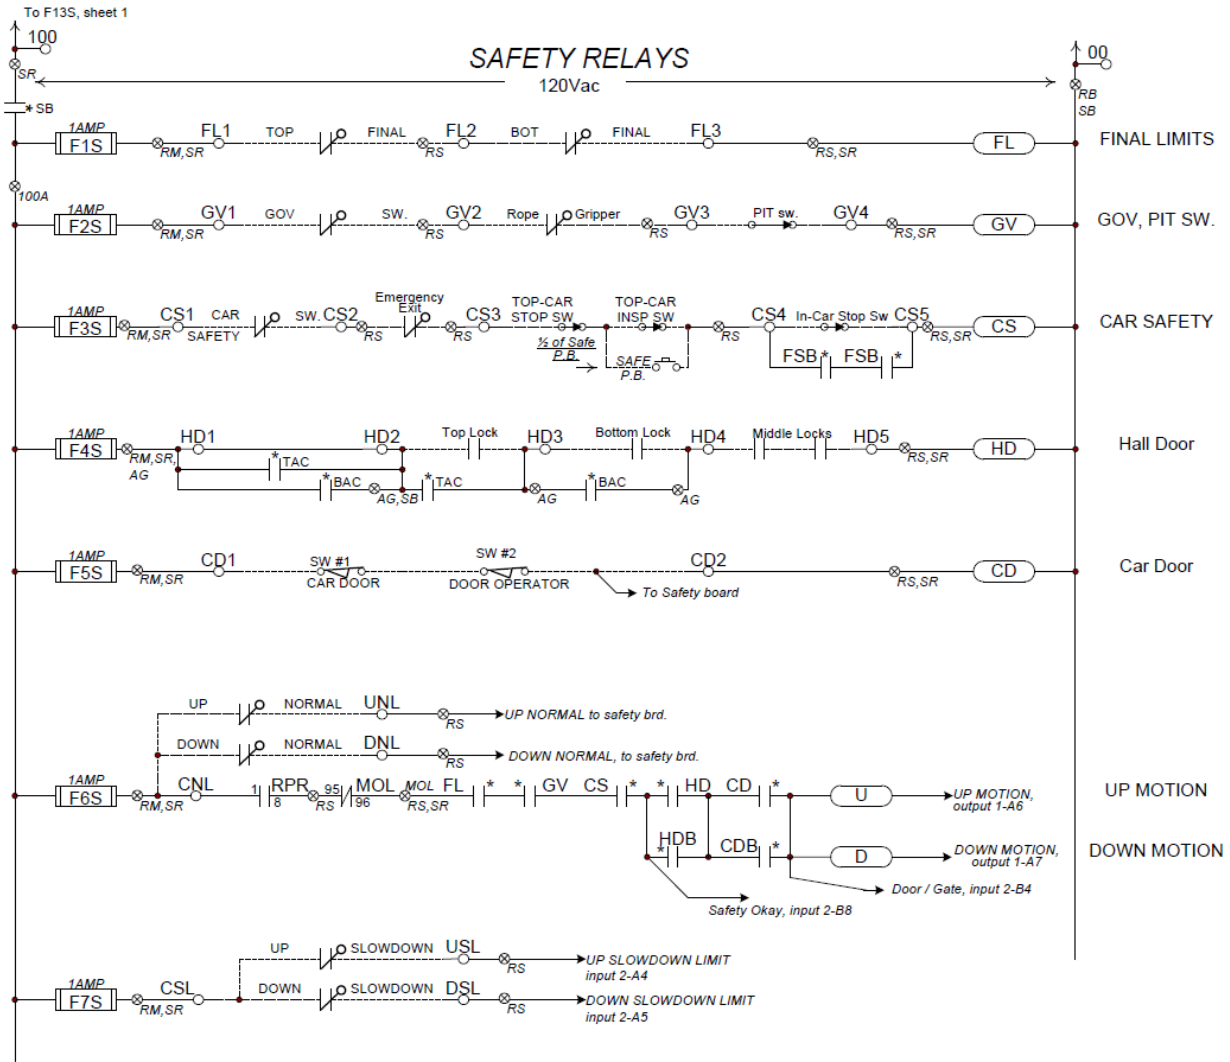 To F13S, sheet 1
100
SAFETY RELAYS
00
SR
120Vac
RB
SB
* SB
1AMP
F1S
RM,SR
FL1
TOP
FINAL
RS
FL2
BOT
FINAL
FL3
RS,SR
FL
FINAL LIMITS
100A
1AMP
F2S
RM,SR
GV1
GOV
SW.
RS
GV2
Rope
Gripper
RS
GV3
PIT sw.
GV4
RS,SR
GV
GOV, PIT SW.
1AMP
F3S
RM,SR
CS1
CAR
SAFETY
SW.
CS2
RS
Emergency
Exit
RS
CS3
TOP-CAR
STOP SW
TOP-CAR
INSP SW
½ of Safe
P.B.
SAFE
P.B.
RS
CS4
In-Car Stop Sw
CS5
RS,SR
FSB *
FSB *
CS
CAR SAFETY
1AMP
F4S
RM,SR,
AG
HD1
HD2
Top Lock
HD3
Bottom Lock
HD4
Middle Locks
HD5
RS,SR
HD
Hall Door
* TAC
* BAC
AG,SB
* TAC
AG
* BAC
AG
1AMP
F5S
RM,SR
CD1
SW #1
CAR DOOR
SW #2
DOOR OPERATOR
CD2
RS,SR
CD
Car Door
To Safety board
UP
NORMAL
UNL
RS
UP NORMAL to safety brd.
DOWN
NORMAL
DNL
RS
DOWN NORMAL, to safety brd.
1AMP
F6S
RM,SR
CNL
1
RPR
8
RS
95
MOL
96
MOL
RS,SR
FL *
* GV
CS *
* HD
CD *
U
UP MOTION,
output 1-A6
UP MOTION
* HDB
CDB *
D
DOWN MOTION,
output 1-A7
DOWN MOTION
Door / Gate, input 2-B4
Safety Okay, input 2-B8
UP
SLOWDOWN
USL
RS
UP SLOWDOWN LIMIT
input 2-A4
1AMP
F7S
RM,SR
CSL
DOWN
SLOWDOWN
DSL
RS
DOWN SLOWDOWN LIMIT
input 2-A5